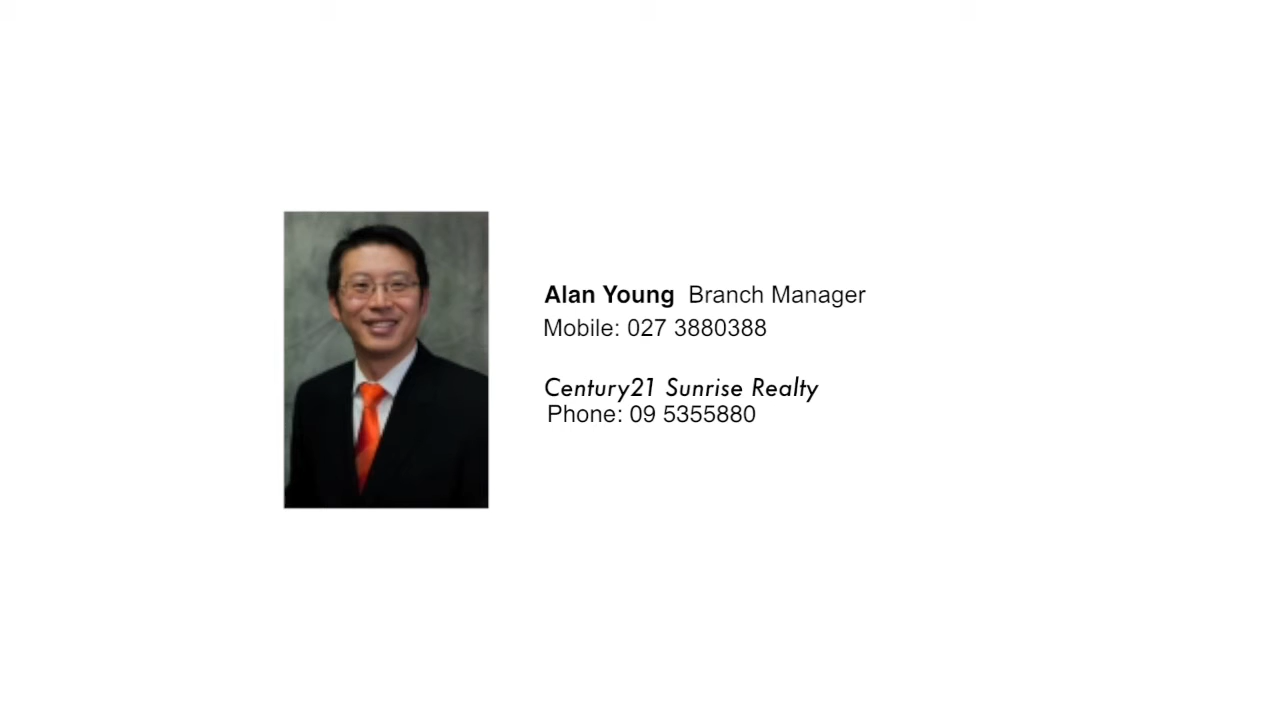 Alan Young Branch Manager
Mobile: 027 3880388
Century21 Sunrise Realty
Phone: 09 5355880